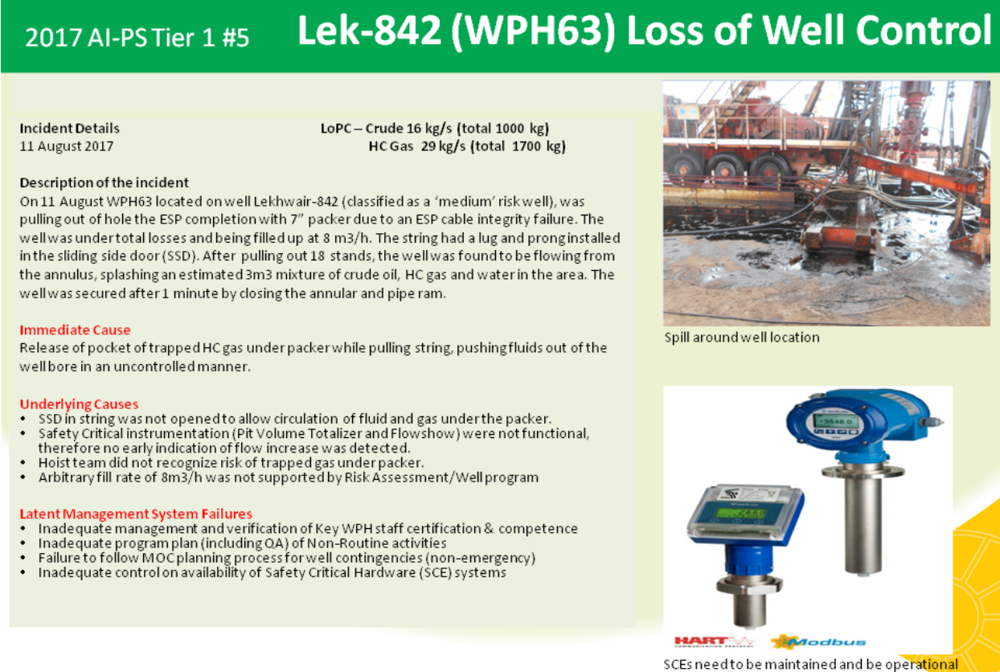 2017 AI-PS Tier 1 #5
Lek-842 (WPH63) Loss of Well Control
Incident Details
LoPC – Crude 16 kg/s (total 1000 kg)
11 August 2017
HC Gas 29 kg/s (total 1700 kg)
Description of the incident
On 11 August WPH63 located on well Lekhwair-842 (classified as a ‘medium’ risk well), was
pulling out of hole the ESP completion with 7” packer due to an ESP cable integrity failure. The
well was under total losses and being filled up at 8 m3/h. The string had a lug and prong installed
in the sliding side door (SSD). After pulling out 18 stands, the well was found to be flowing from
the annulus, splashing an estimated 3m3 mixture of crude oil, HC gas and water in the area. The
well was secured after 1 minute by closing the annular and pipe ram.
Immediate Cause
Release of pocket of trapped HC gas under packer while pulling string, pushing fluids out of the
well bore in an uncontrolled manner.
Underlying Causes
• SSD in string was not opened to allow circulation of fluid and gas under the packer.
• Safety Critical instrumentation (Pit Volume Totalizer and Flowshow) were not functional,
therefore no early indication of flow increase was detected.
• Hoist team did not recognize risk of trapped gas under packer.
• Arbitrary fill rate of 8m3/h was not supported by Risk Assessment/Well program
Latent Management System Failures
• Inadequate management and verification of Key WPH staff certification & competence
• Inadequate program plan (including QA) of Non-Routine activities
• Failure to follow MOC planning process for well contingencies (non-emergency)
• Inadequate control on availability of Safety Critical Hardware (SCE) systems
Spill around well location
HART
COMMUNICATION PROTOCOL
Modbus
SCEs need to be maintained and be operational